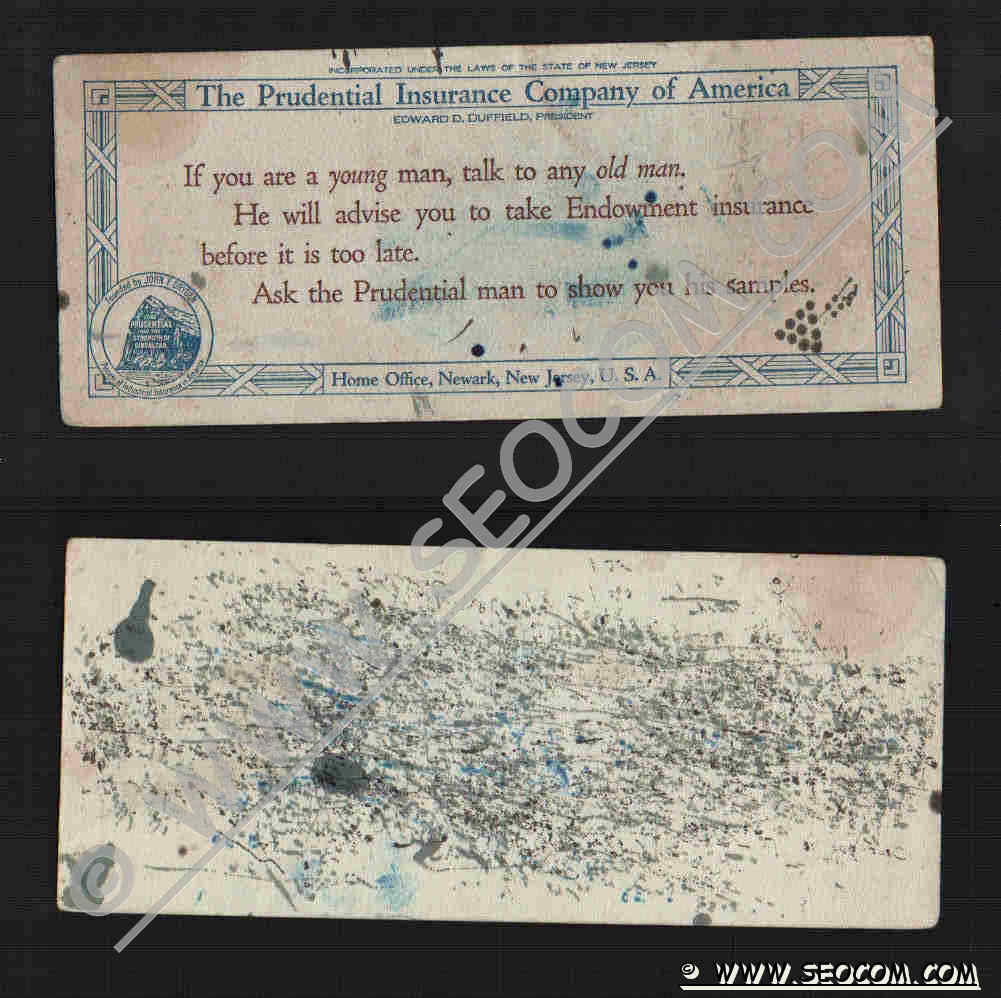 INCORPORATED UNDER THE LAWS OF THE STATE OF NEW JERSEY
The Prudential Insurance Company of America
EDWARD D. DUFFIELD, PRESIDENT
If you are a young man, talk to any old man.
He will advise you to take Endowment insurance
before it is too late.
Ask the Prudential man to show you his samples.
Founded by JOHN F. DRYDEN
THE
PRUDENTIAL
HAS THE
STRENGTH OF
GIBRALTAR
Home Office, Newark, New Jersey, U. S. A.
© WWW.SEOCOM.COM
© WWW.SEOCOM.COM